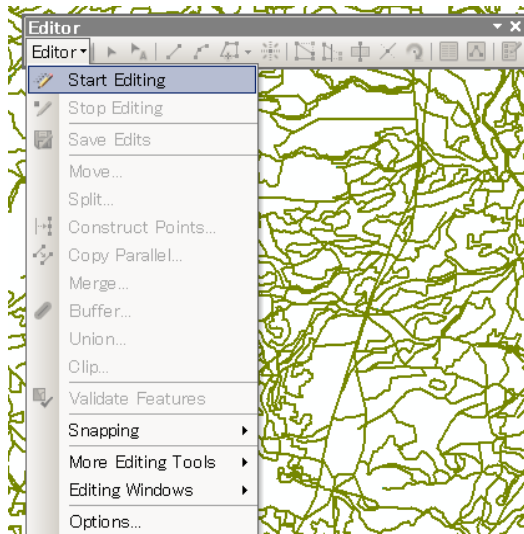 Editor
Editor
Start Editing
Stop Editing
Save Edits
Move...
Split...
Construct Points...
Copy Parallel...
Merge...
Buffer...
Union...
Clip...
Validate Features
Snapping
More Editing Tools
Editing Windows
Options...